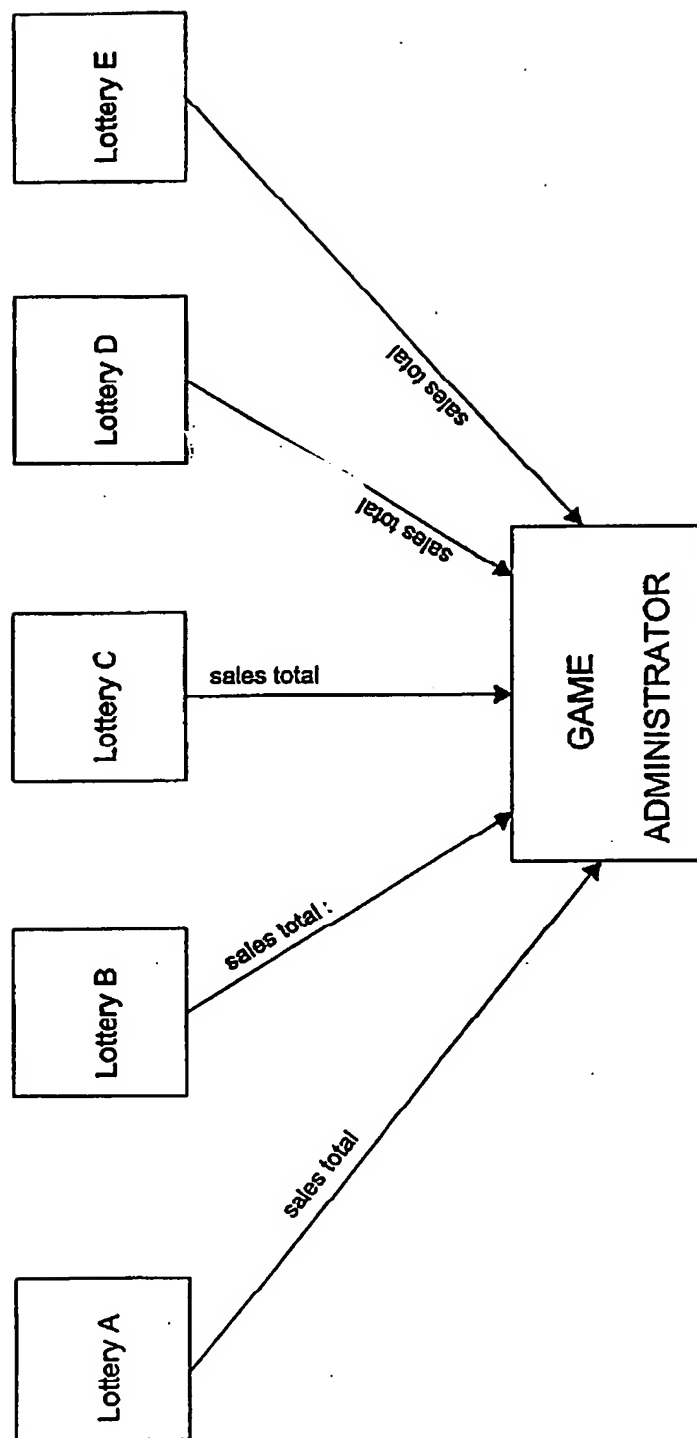 Lottery A
Lottery B
Lottery C
Lottery D
Lottery E
sales total
sales total :
sales total
sales total
sales total
GAME
ADMINISTRATOR